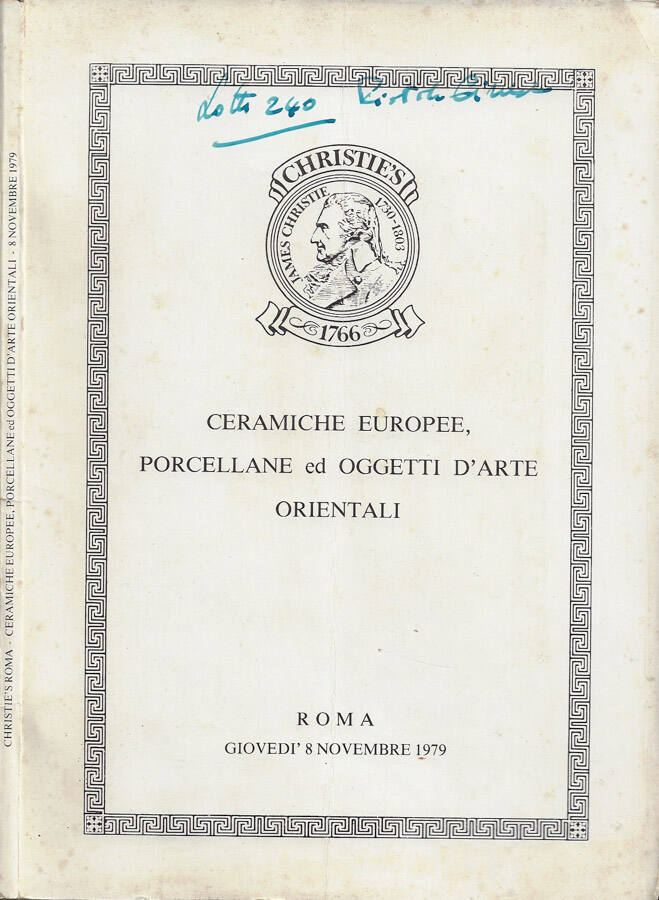 Lotto 240
CHRISTIE'S
JAMES CHRISTIE 1730-1803
1766
CERAMICHE EUROPEE,
PORCELLANE ed OGGETTI D'ARTE
ORIENTALI
ROMA
GIOVEDI' 8 NOVEMBRE 1979
CHRISTIE'S ROMA - CERAMICHE EUROPEE, PORCELLANE ed OGGETTI D'ARTE ORIENTALI - 8 NOVEMBRE 1979